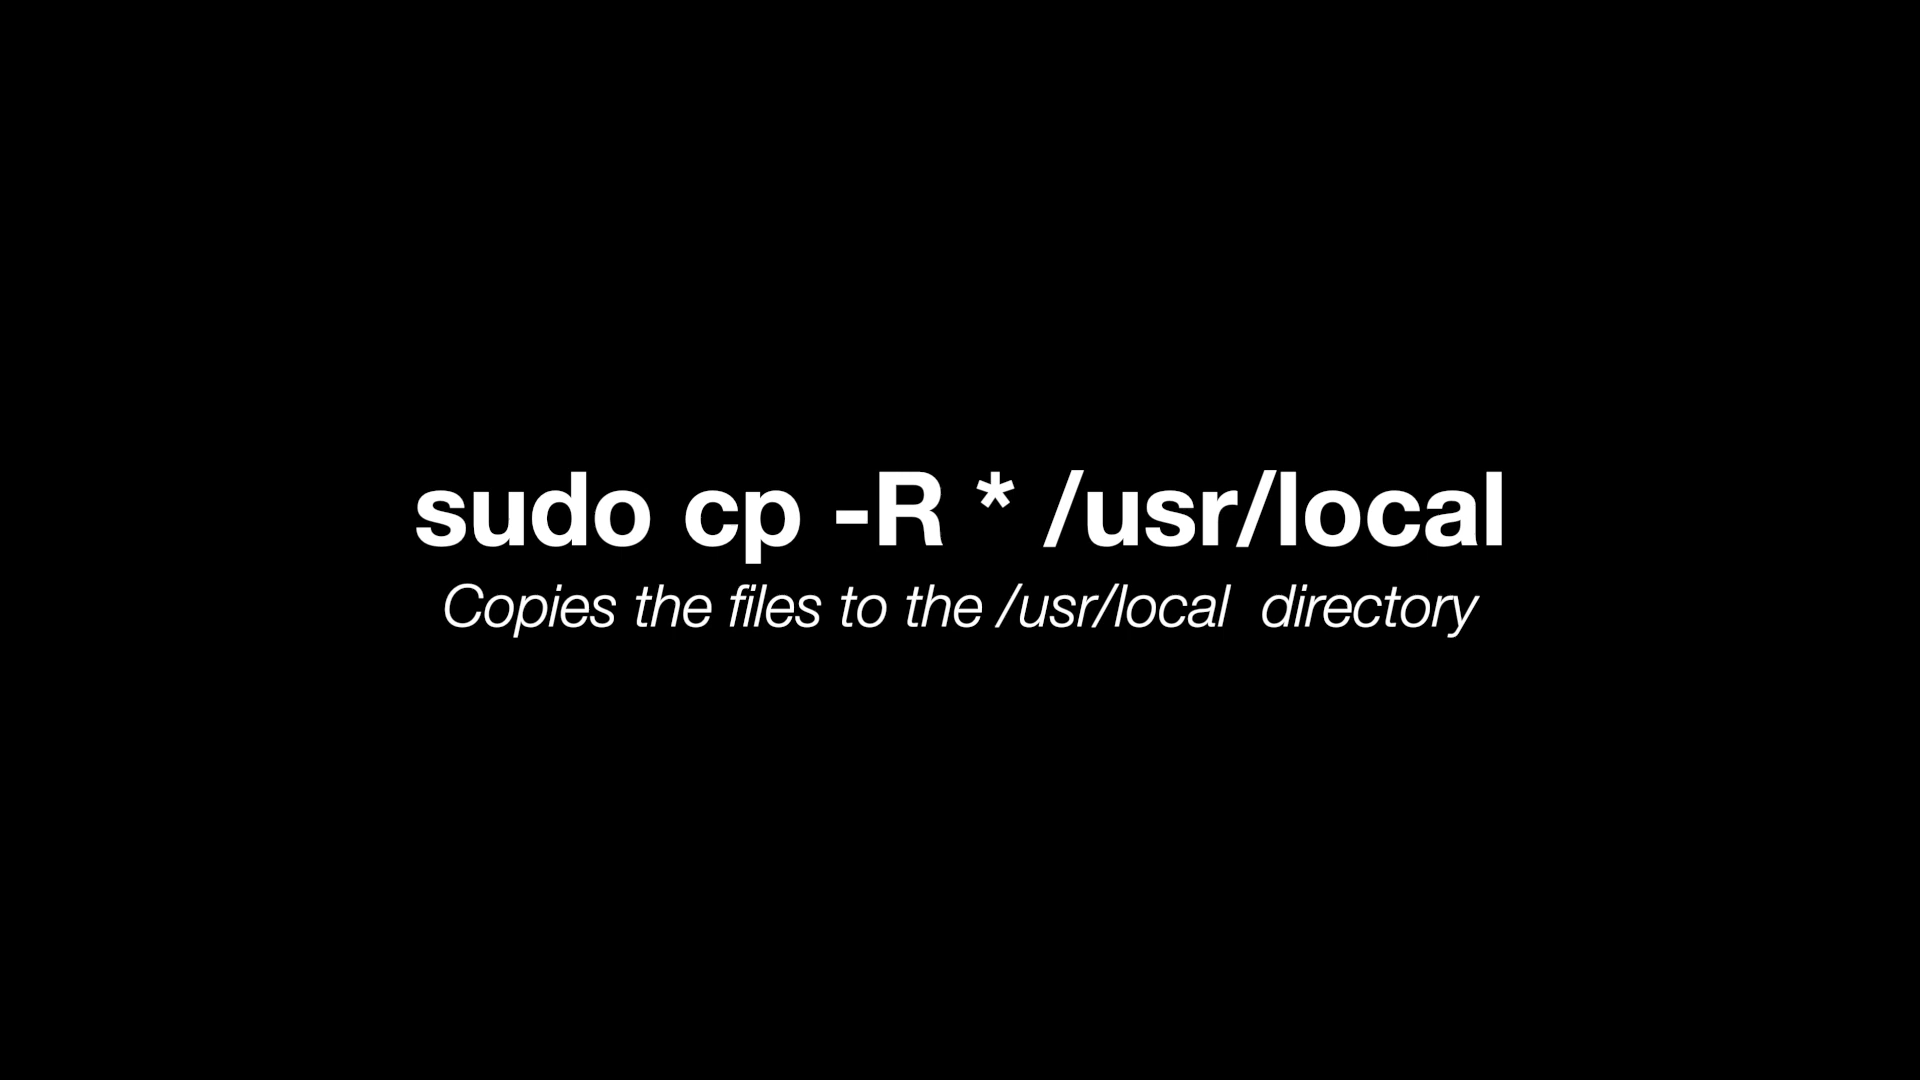 sudo cp -R * /usr/local
Copies the files to the /usr/local  directory